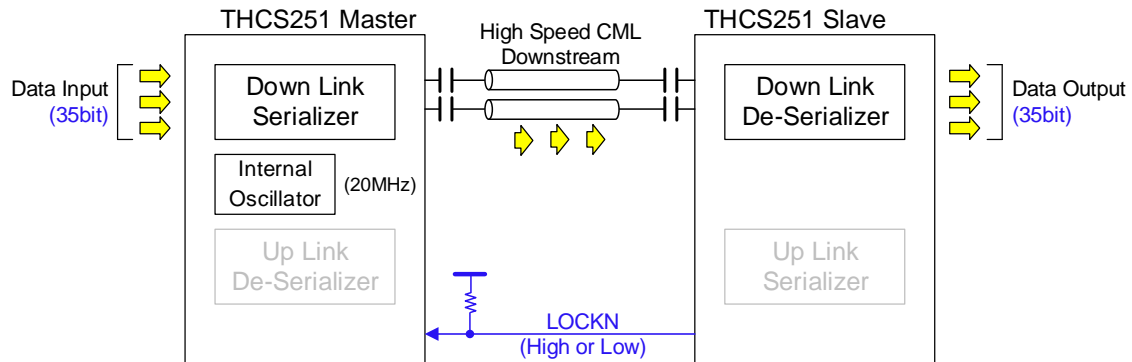 THCS251 Master
High Speed CML
Downstream
THCS251 Slave
Data Input
(35bit)
Down Link
Serializer
Down Link
De-Serializer
Data Output
(35bit)
Internal
Oscillator
(20MHz)
Up Link
De-Serializer
Up Link
Serializer
LOCKN
(High or Low)